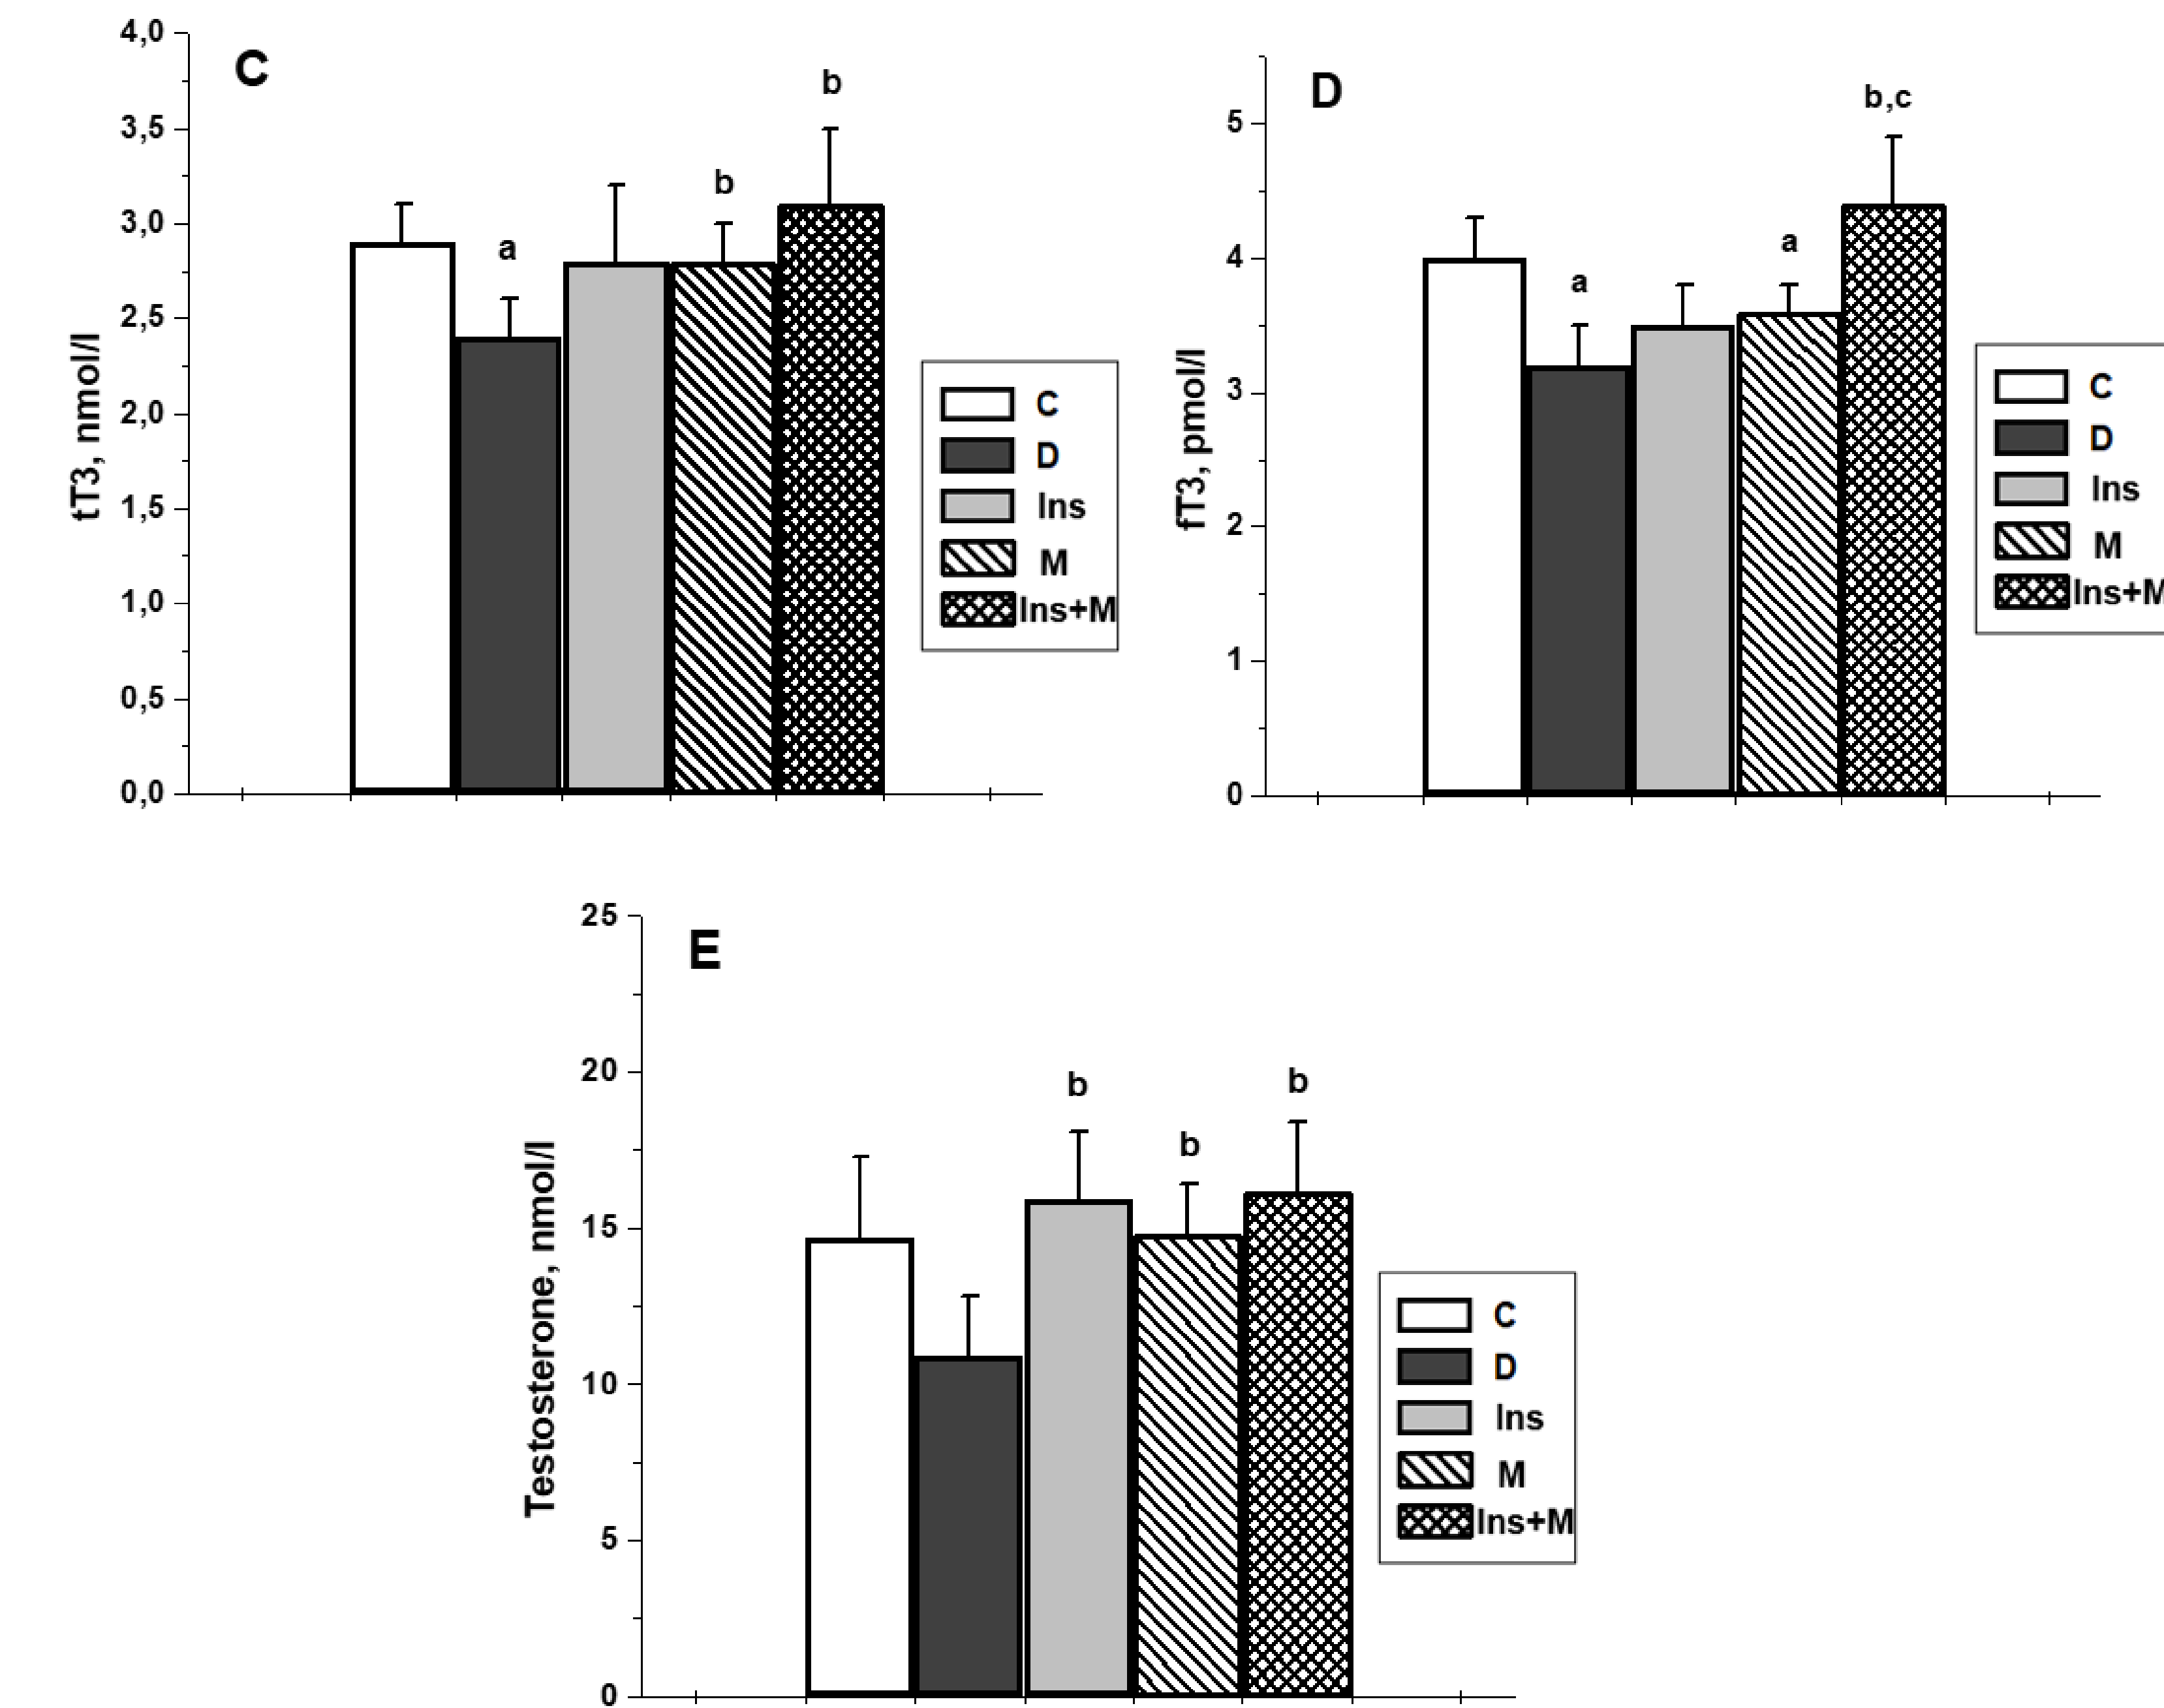 C
4,0
3,5
3,0
2,5
2,0
1,5
1,0
0,5
0,0
tT3, nmol/l
a
b
b
C
D
Ins
M
Ins+M
D
5
4
3
2
1
0
fT3, pmol/l
a
a
b,c
C
D
Ins
M
Ins+M
E
25
20
15
10
5
0
Testosterone, nmol/l
b
b
b
C
D
Ins
M
Ins+M